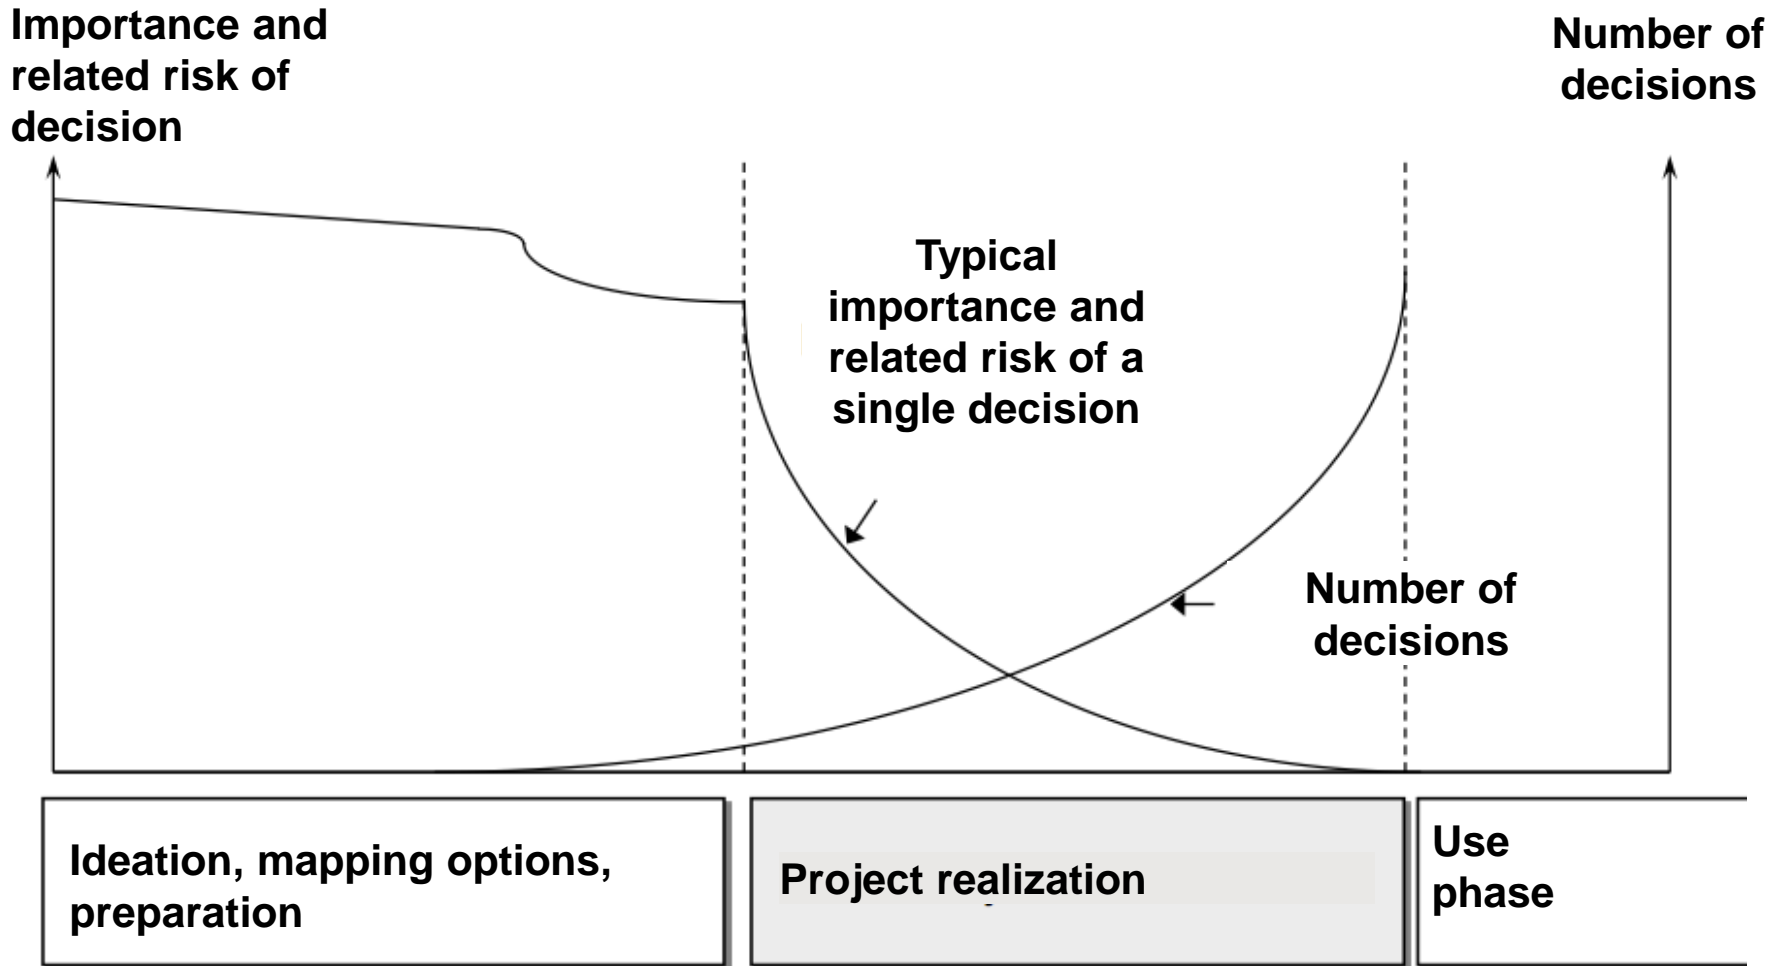 Importance and
related risk of
decision
Number of
decisions
Typical
importance and
related risk of a
single decision
Number of
decisions
Ideation, mapping options,
preparation
Project realization
Use
phase